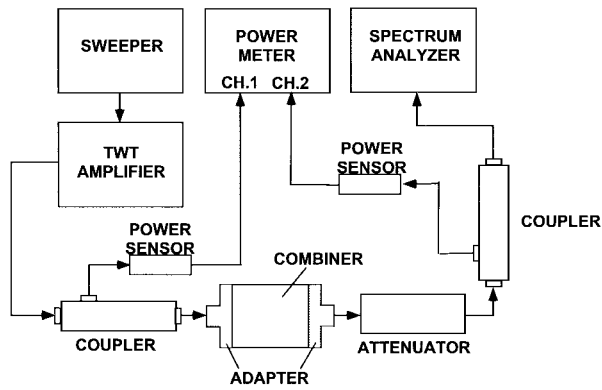 SWEEPER
POWER
METER
CH.1 CH.2
SPECTRUM
ANALYZER
TWT
AMPLIFIER
POWER
SENSOR
POWER
SENSOR
COUPLER
COMBINER
COUPLER
ATTENUATOR
ADAPTER